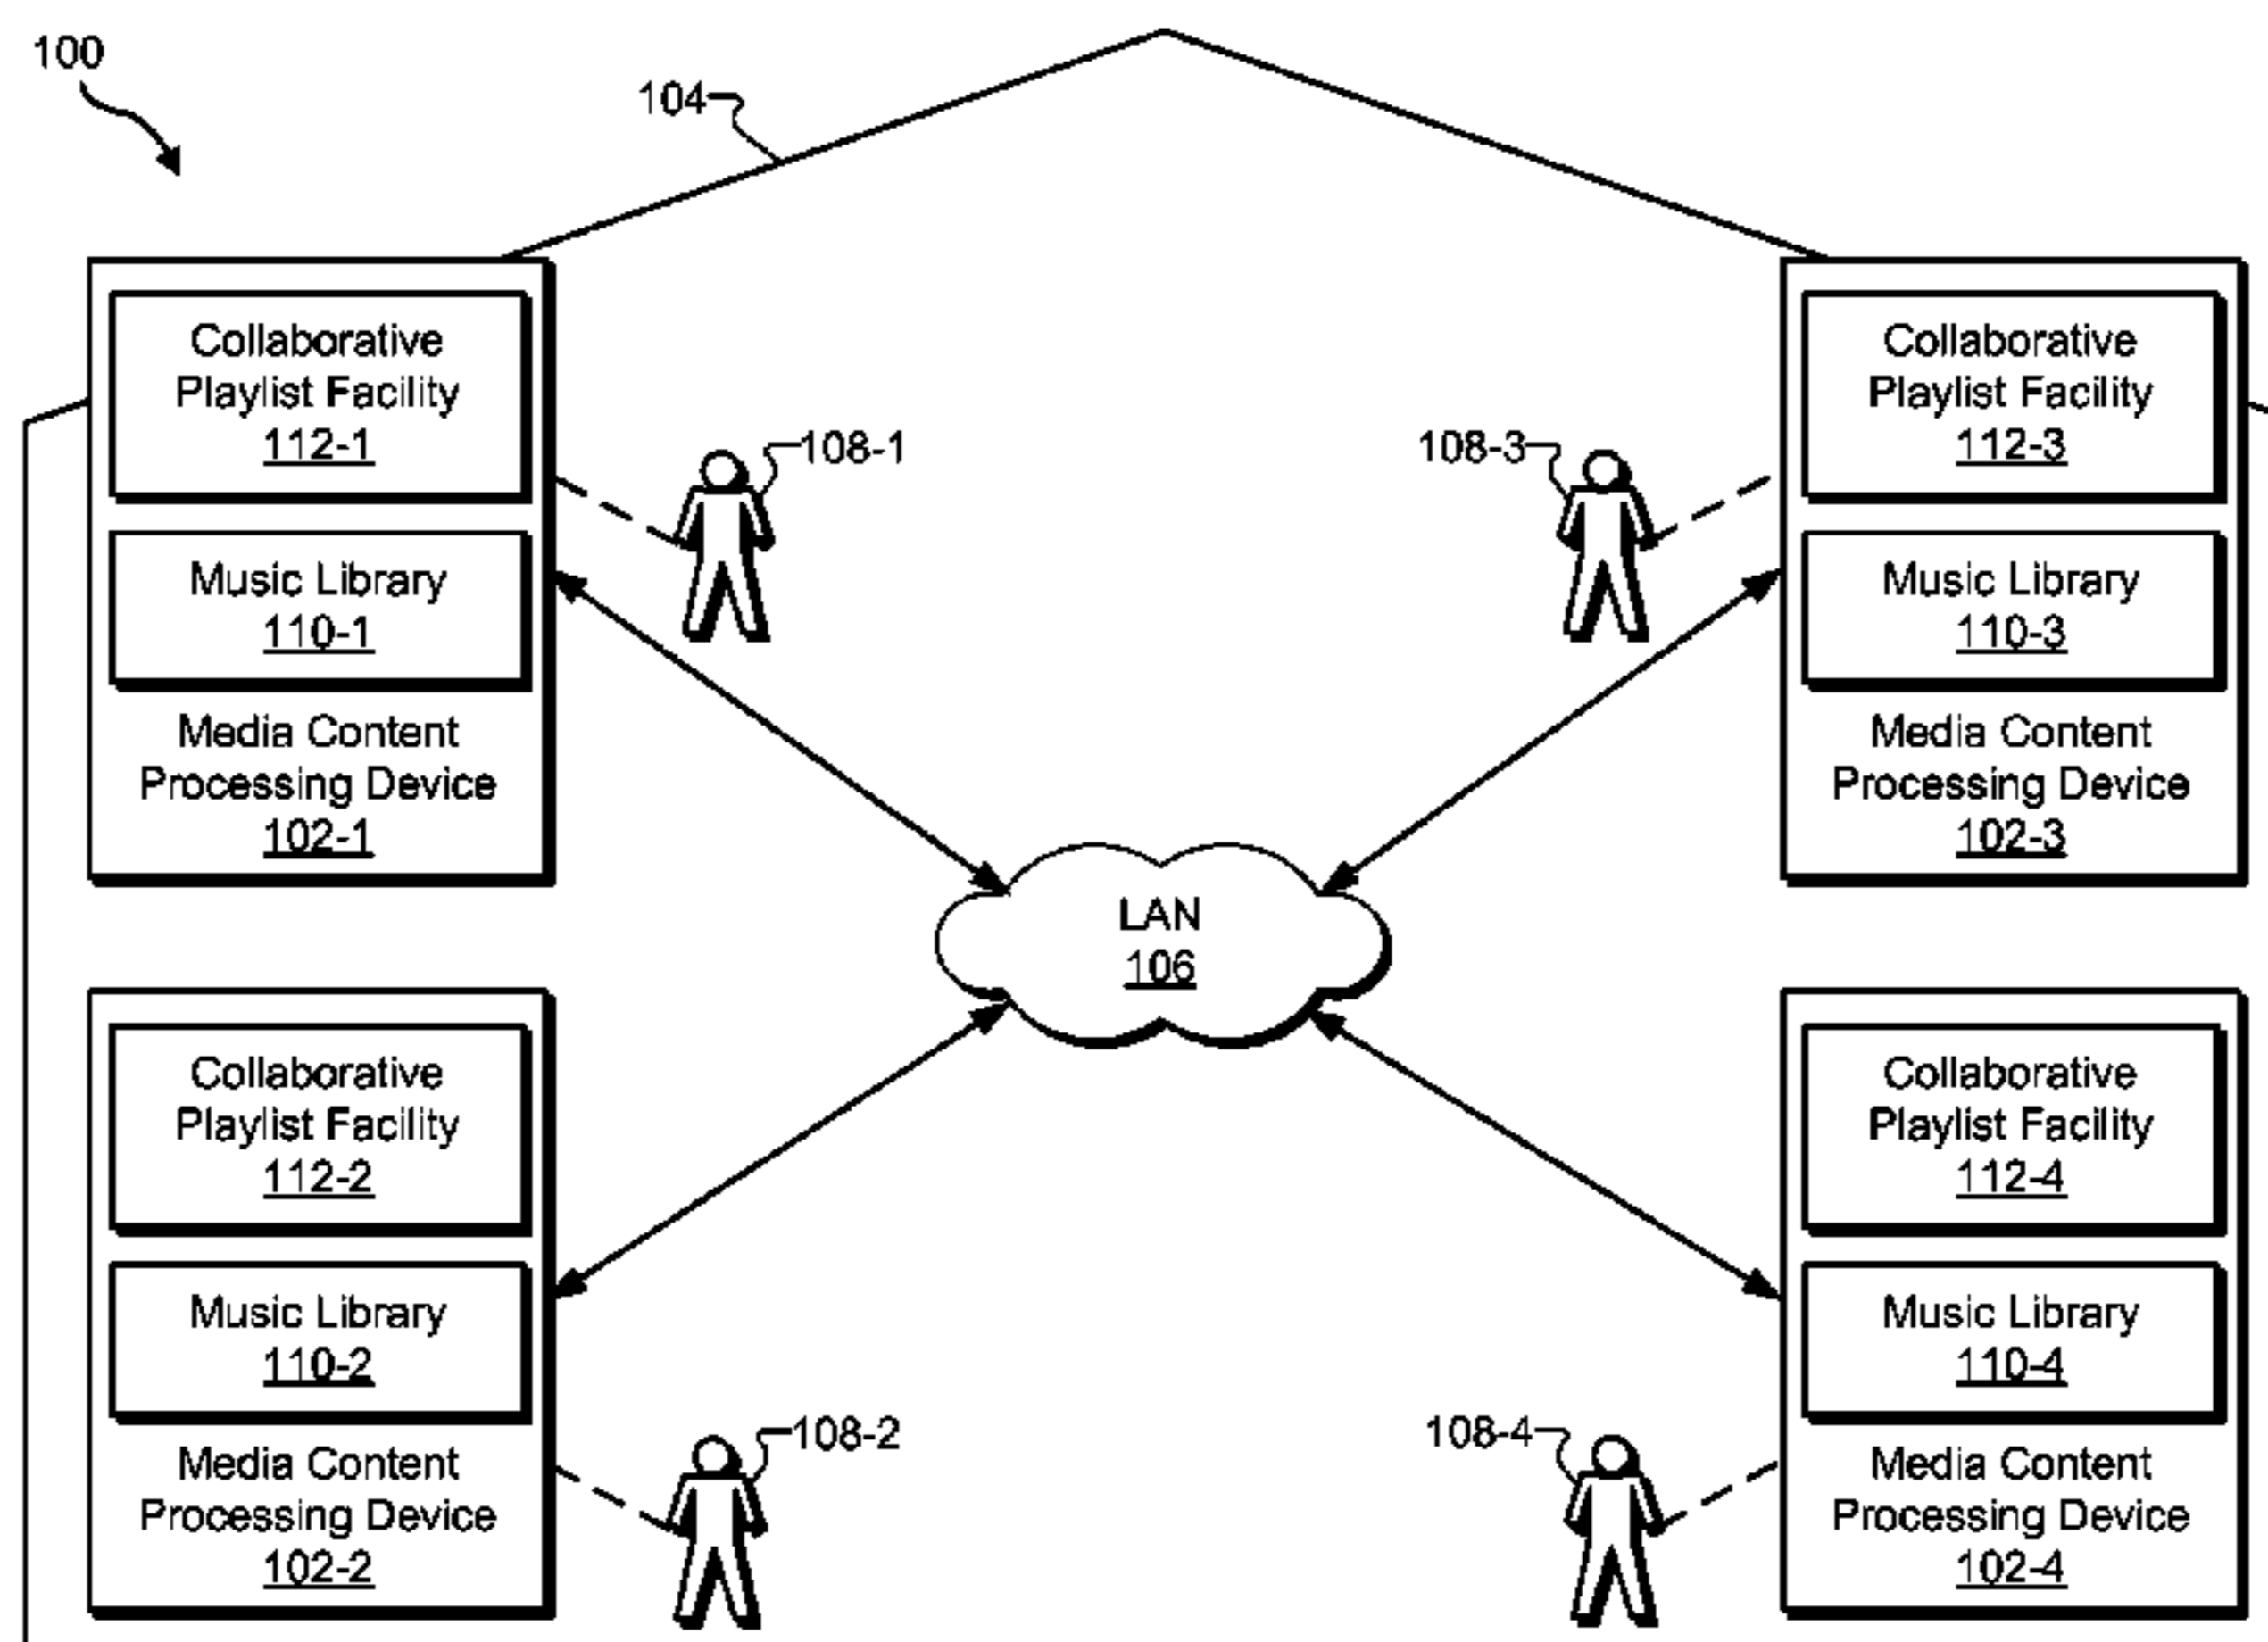 100
104
Collaborative
Playlist Facility
112-1
Music Library
110-1
Media Content
Processing Device
102-1
108-1
108-3
Collaborative
Playlist Facility
112-3
Music Library
110-3
Media Content
Processing Device
102-3
LAN
106
Collaborative
Playlist Facility
112-2
Music Library
110-2
Media Content
Processing Device
102-2
108-2
108-4
Collaborative
Playlist Facility
112-4
Music Library
110-4
Media Content
Processing Device
102-4